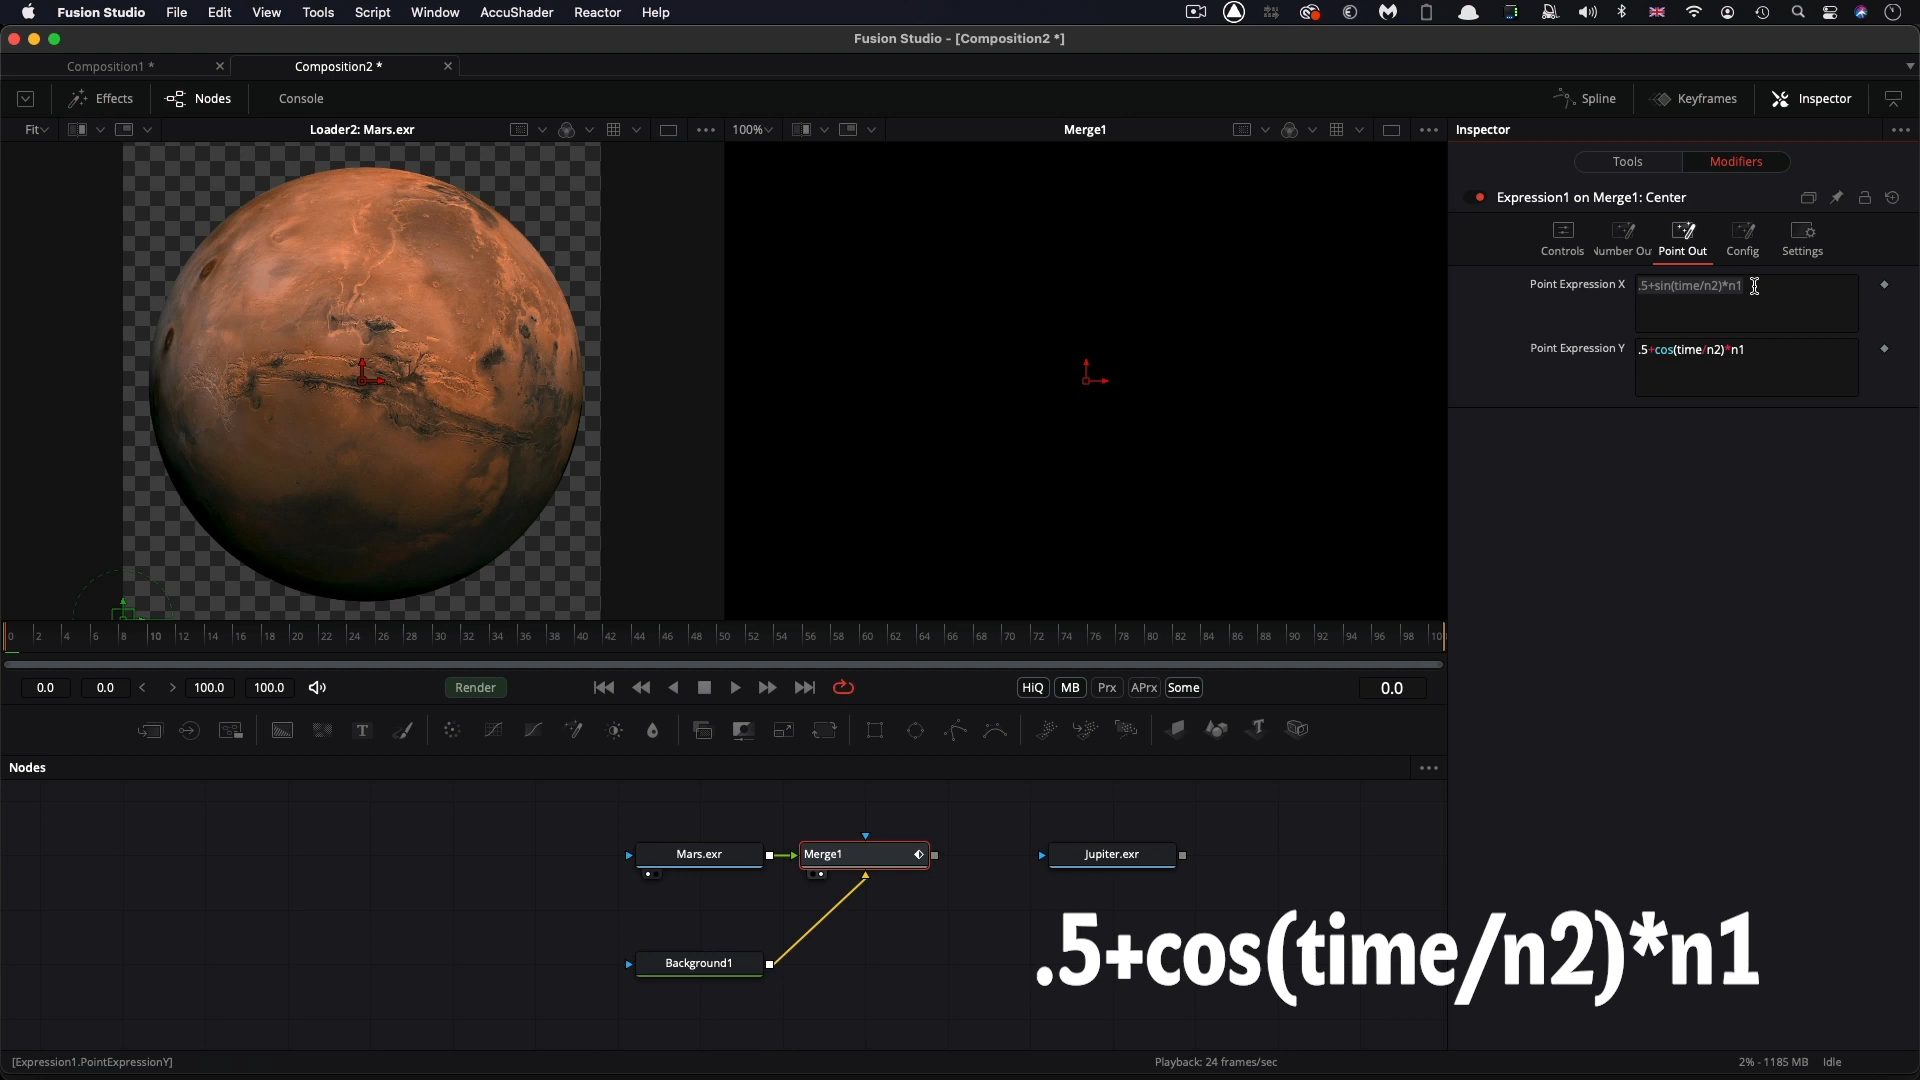 Fusion Studio File Edit View Tools Script Window AccuShader Reactor Help
Fusion Studio - [Composition2 *]
Composition1 * Composition2 *
Effects Nodes Console Spline Keyframes Inspector
Fit Loader2: Mars.exr 100% Merge1 Inspector
Tools Modifiers
Expression1 on Merge1: Center
Controls Number Ou Point Out Config Settings
Point Expression X .5+sin(time/n2)*n1
Point Expression Y .5+cos(time/n2)*n1
0 2 4 6 8 10 12 14 16 18 20 22 24 26 28 30 32 34 36 38 40 42 44 46 48 50 52 54 56 58 60 62 64 66 68 70 72 74 76 78 80 82 84 86 88 90 92 94 96 98 10
0.0 0.0 100.0 100.0 Render HiQ MB Prx APrx Some 0.0
Nodes
Mars.exr Merge1 Jupiter.exr
Background1
.5+cos(time/n2)*n1
[Expression1.PointExpressionY] Playback: 24 frames/sec 2% - 1185 MB Idle